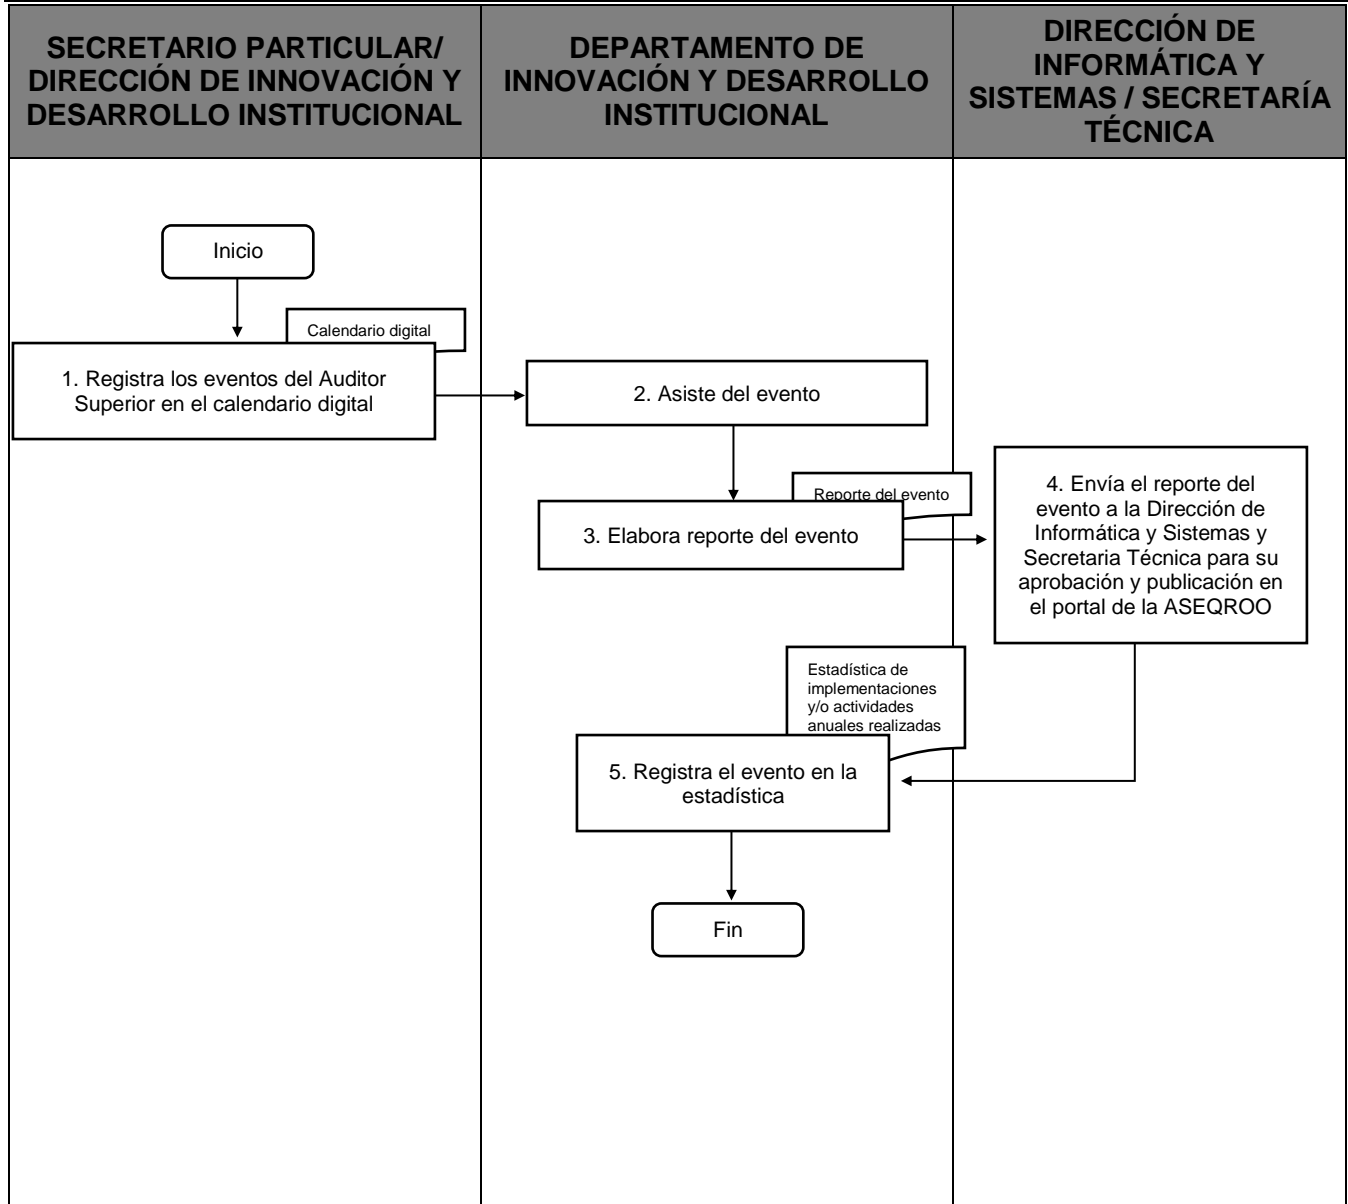 SECRETARIO PARTICULAR/
DIRECCIÓN DE INNOVACIÓN Y
DESARROLLO INSTITUCIONAL
DEPARTAMENTO DE
INNOVACIÓN Y DESARROLLO
INSTITUCIONAL
DIRECCIÓN DE
INFORMÁTICA Y
SISTEMAS / SECRETARÍA
TÉCNICA
Inicio
Calendario digital
1. Registra los eventos del Auditor
Superior en el calendario digital
2. Asiste del evento
Reporte del evento
3. Elabora reporte del evento
4. Envía el reporte del
evento a la Dirección de
Informática y Sistemas y
Secretaria Técnica para su
aprobación y publicación en
el portal de la ASEQROO
Estadística de
implementaciones
y/o actividades
anuales realizadas
5. Registra el evento en la
estadística
Fin